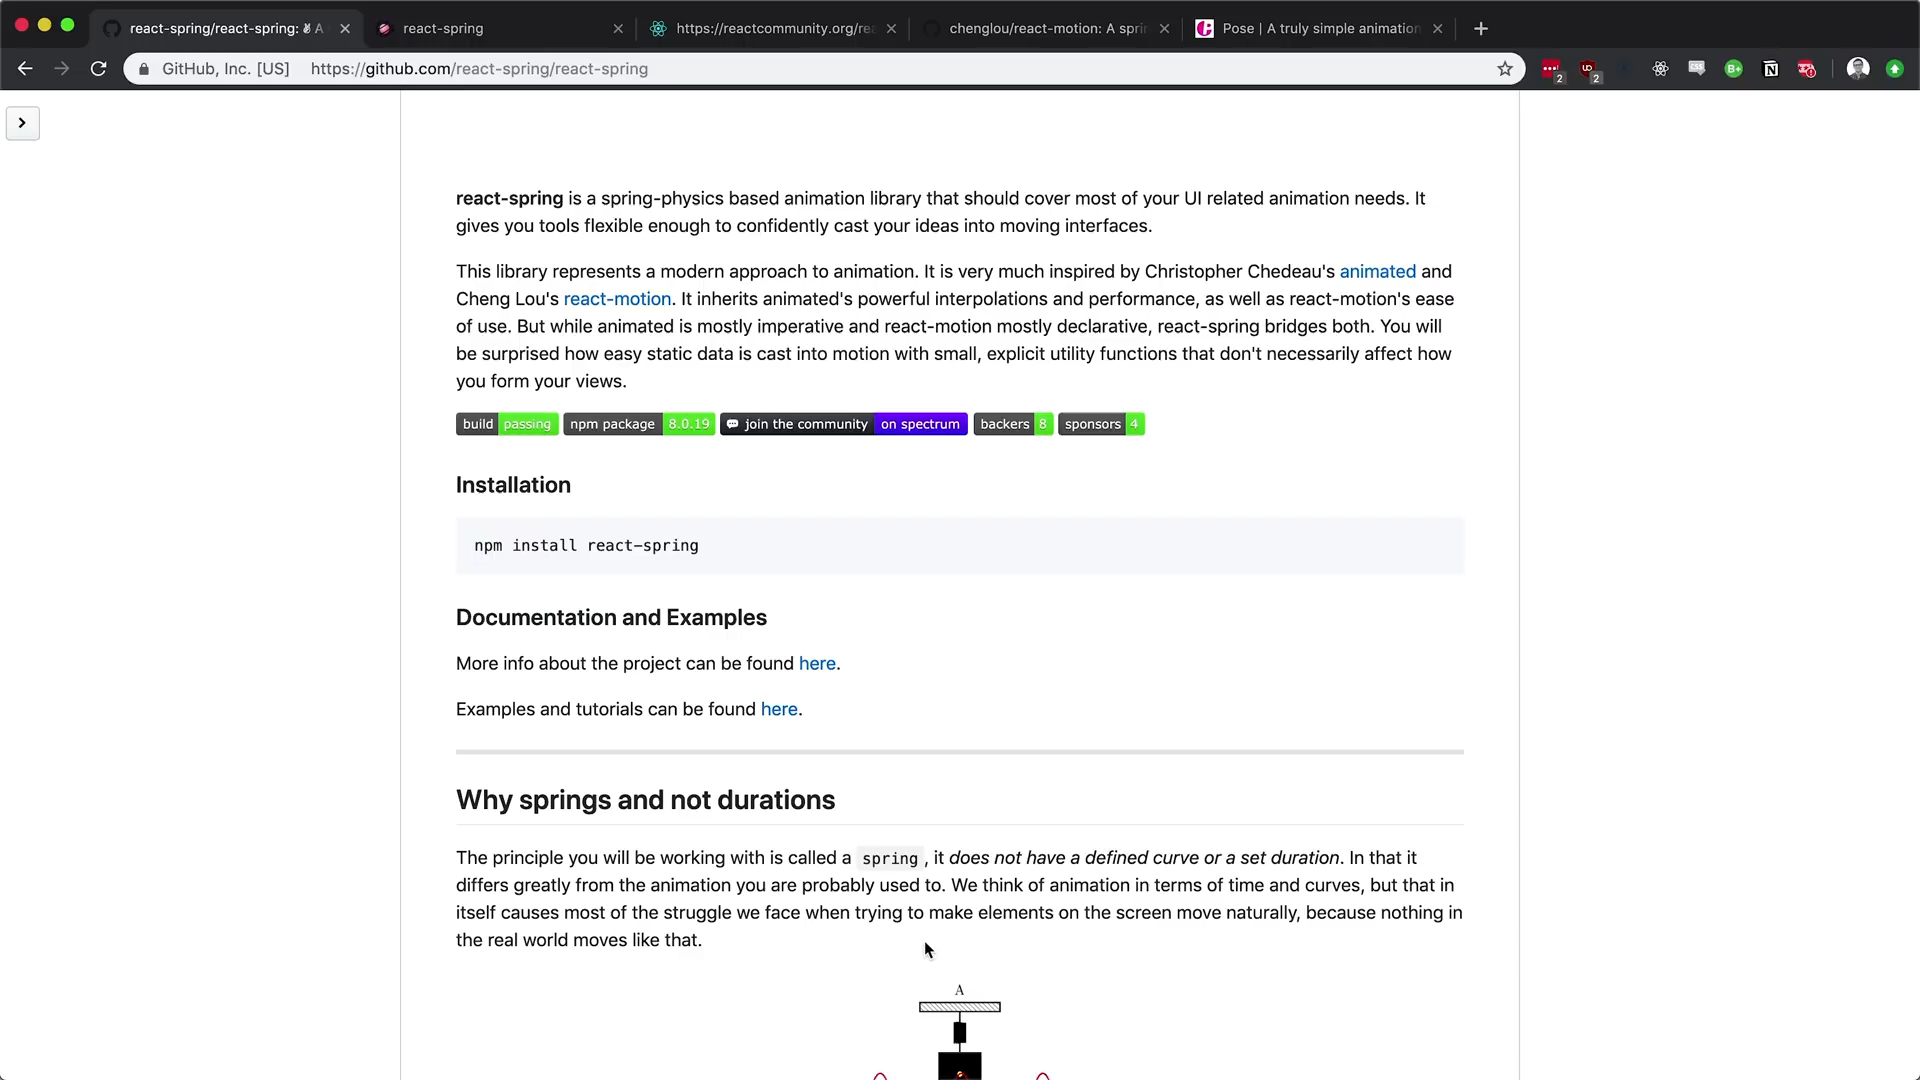 react-spring/react-spring: ✌ A
react-spring
https://reactcommunity.org/rea
chenglou/react-motion: A sprin
Pose | A truly simple animation
GitHub, Inc. [US] https://github.com/react-spring/react-spring
2
2
react-spring is a spring-physics based animation library that should cover most of your UI related animation needs. It
gives you tools flexible enough to confidently cast your ideas into moving interfaces.
This library represents a modern approach to animation. It is very much inspired by Christopher Chedeau's animated and
Cheng Lou's react-motion. It inherits animated's powerful interpolations and performance, as well as react-motion's ease
of use. But while animated is mostly imperative and react-motion mostly declarative, react-spring bridges both. You will
be surprised how easy static data is cast into motion with small, explicit utility functions that don't necessarily affect how
you form your views.
build passing npm package 8.0.19 join the community on spectrum backers 8 sponsors 4
Installation
npm install react-spring
Documentation and Examples
More info about the project can be found here.
Examples and tutorials can be found here.
Why springs and not durations
The principle you will be working with is called a spring, it does not have a defined curve or a set duration. In that it
differs greatly from the animation you are probably used to. We think of animation in terms of time and curves, but that in
itself causes most of the struggle we face when trying to make elements on the screen move naturally, because nothing in
the real world moves like that.
A